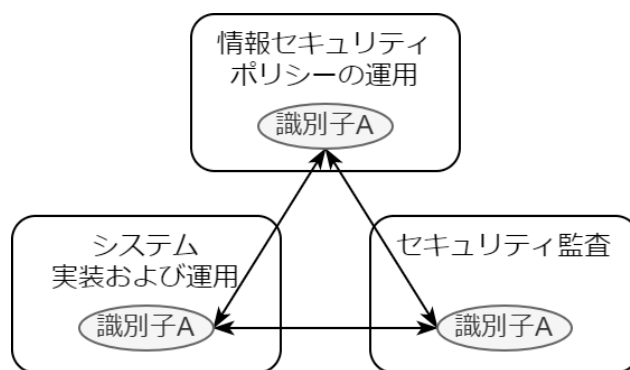 情報セキュリティ
ポリシーの運用
識別子A
システム
実装および運用
識別子A
セキュリティ監査
識別子A